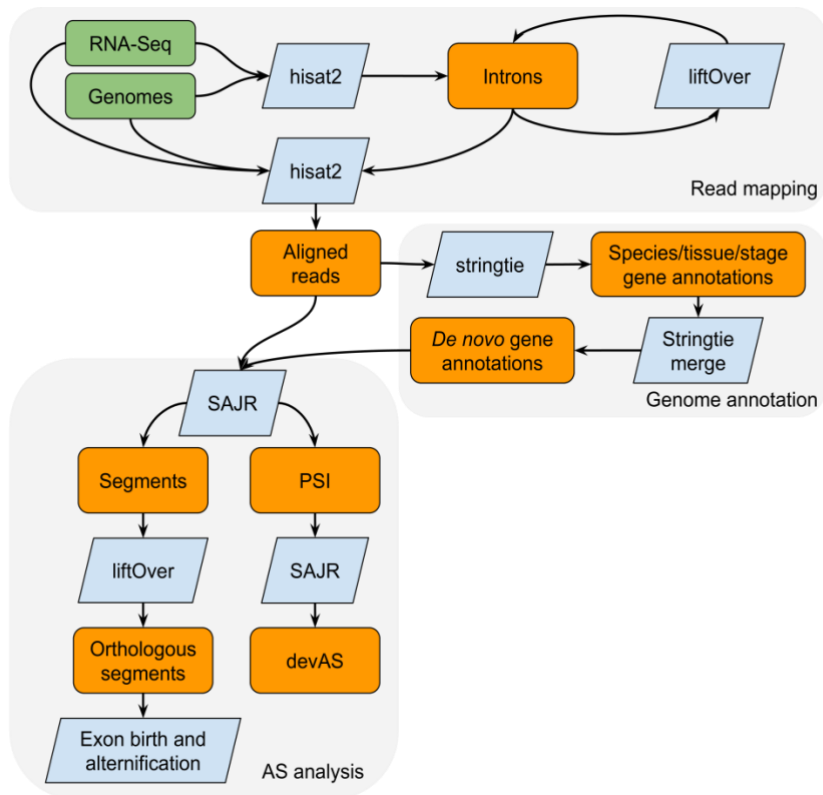 RNA-Seq
Genomes
hisat2
Introns
liftOver
hisat2
Read mapping
Aligned
reads
stringtie
Species/tissue/stage
gene annotations
De novo gene
annotations
Stringtie
merge
Genome annotation
SAJR
Segments
PSI
liftOver
SAJR
Orthologous
segments
devAS
Exon birth and
alternification
AS analysis